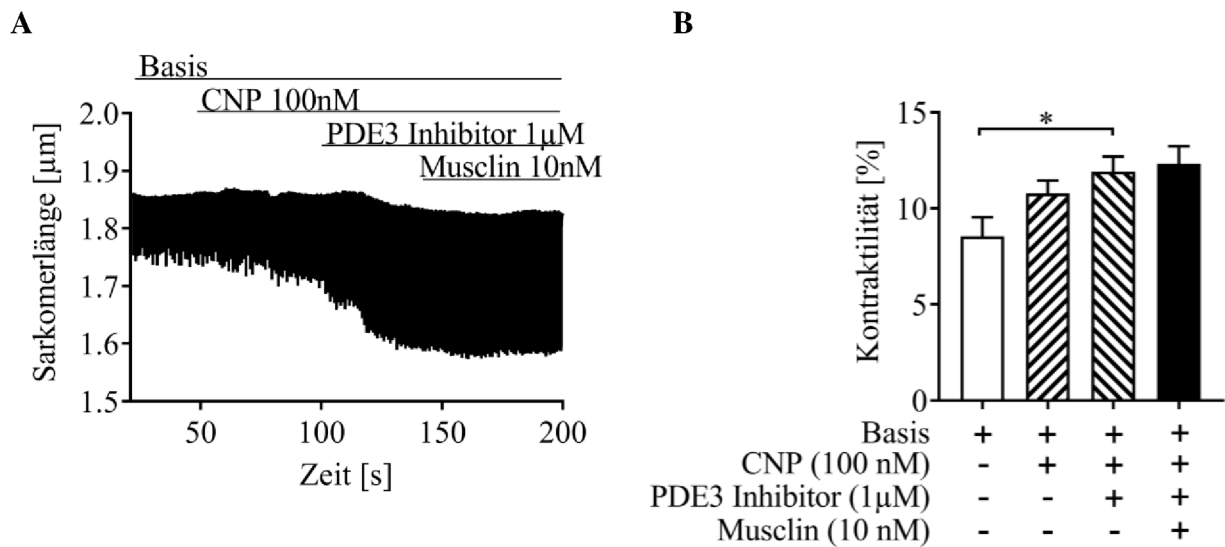 A
Basis
CNP 100nM
PDE3 Inhibitor 1µM
Musclin 10nM
Sarkomerlänge [µm]
2.0
1.9
1.8
1.7
1.6
1.5
50
100
150
200
Zeit [s]
B
*
Kontraktilität [%]
15
10
5
0
Basis + + + +
CNP (100 nM) - + + +
PDE3 Inhibitor (1µM) - - + +
Musclin (10 nM) - - - +